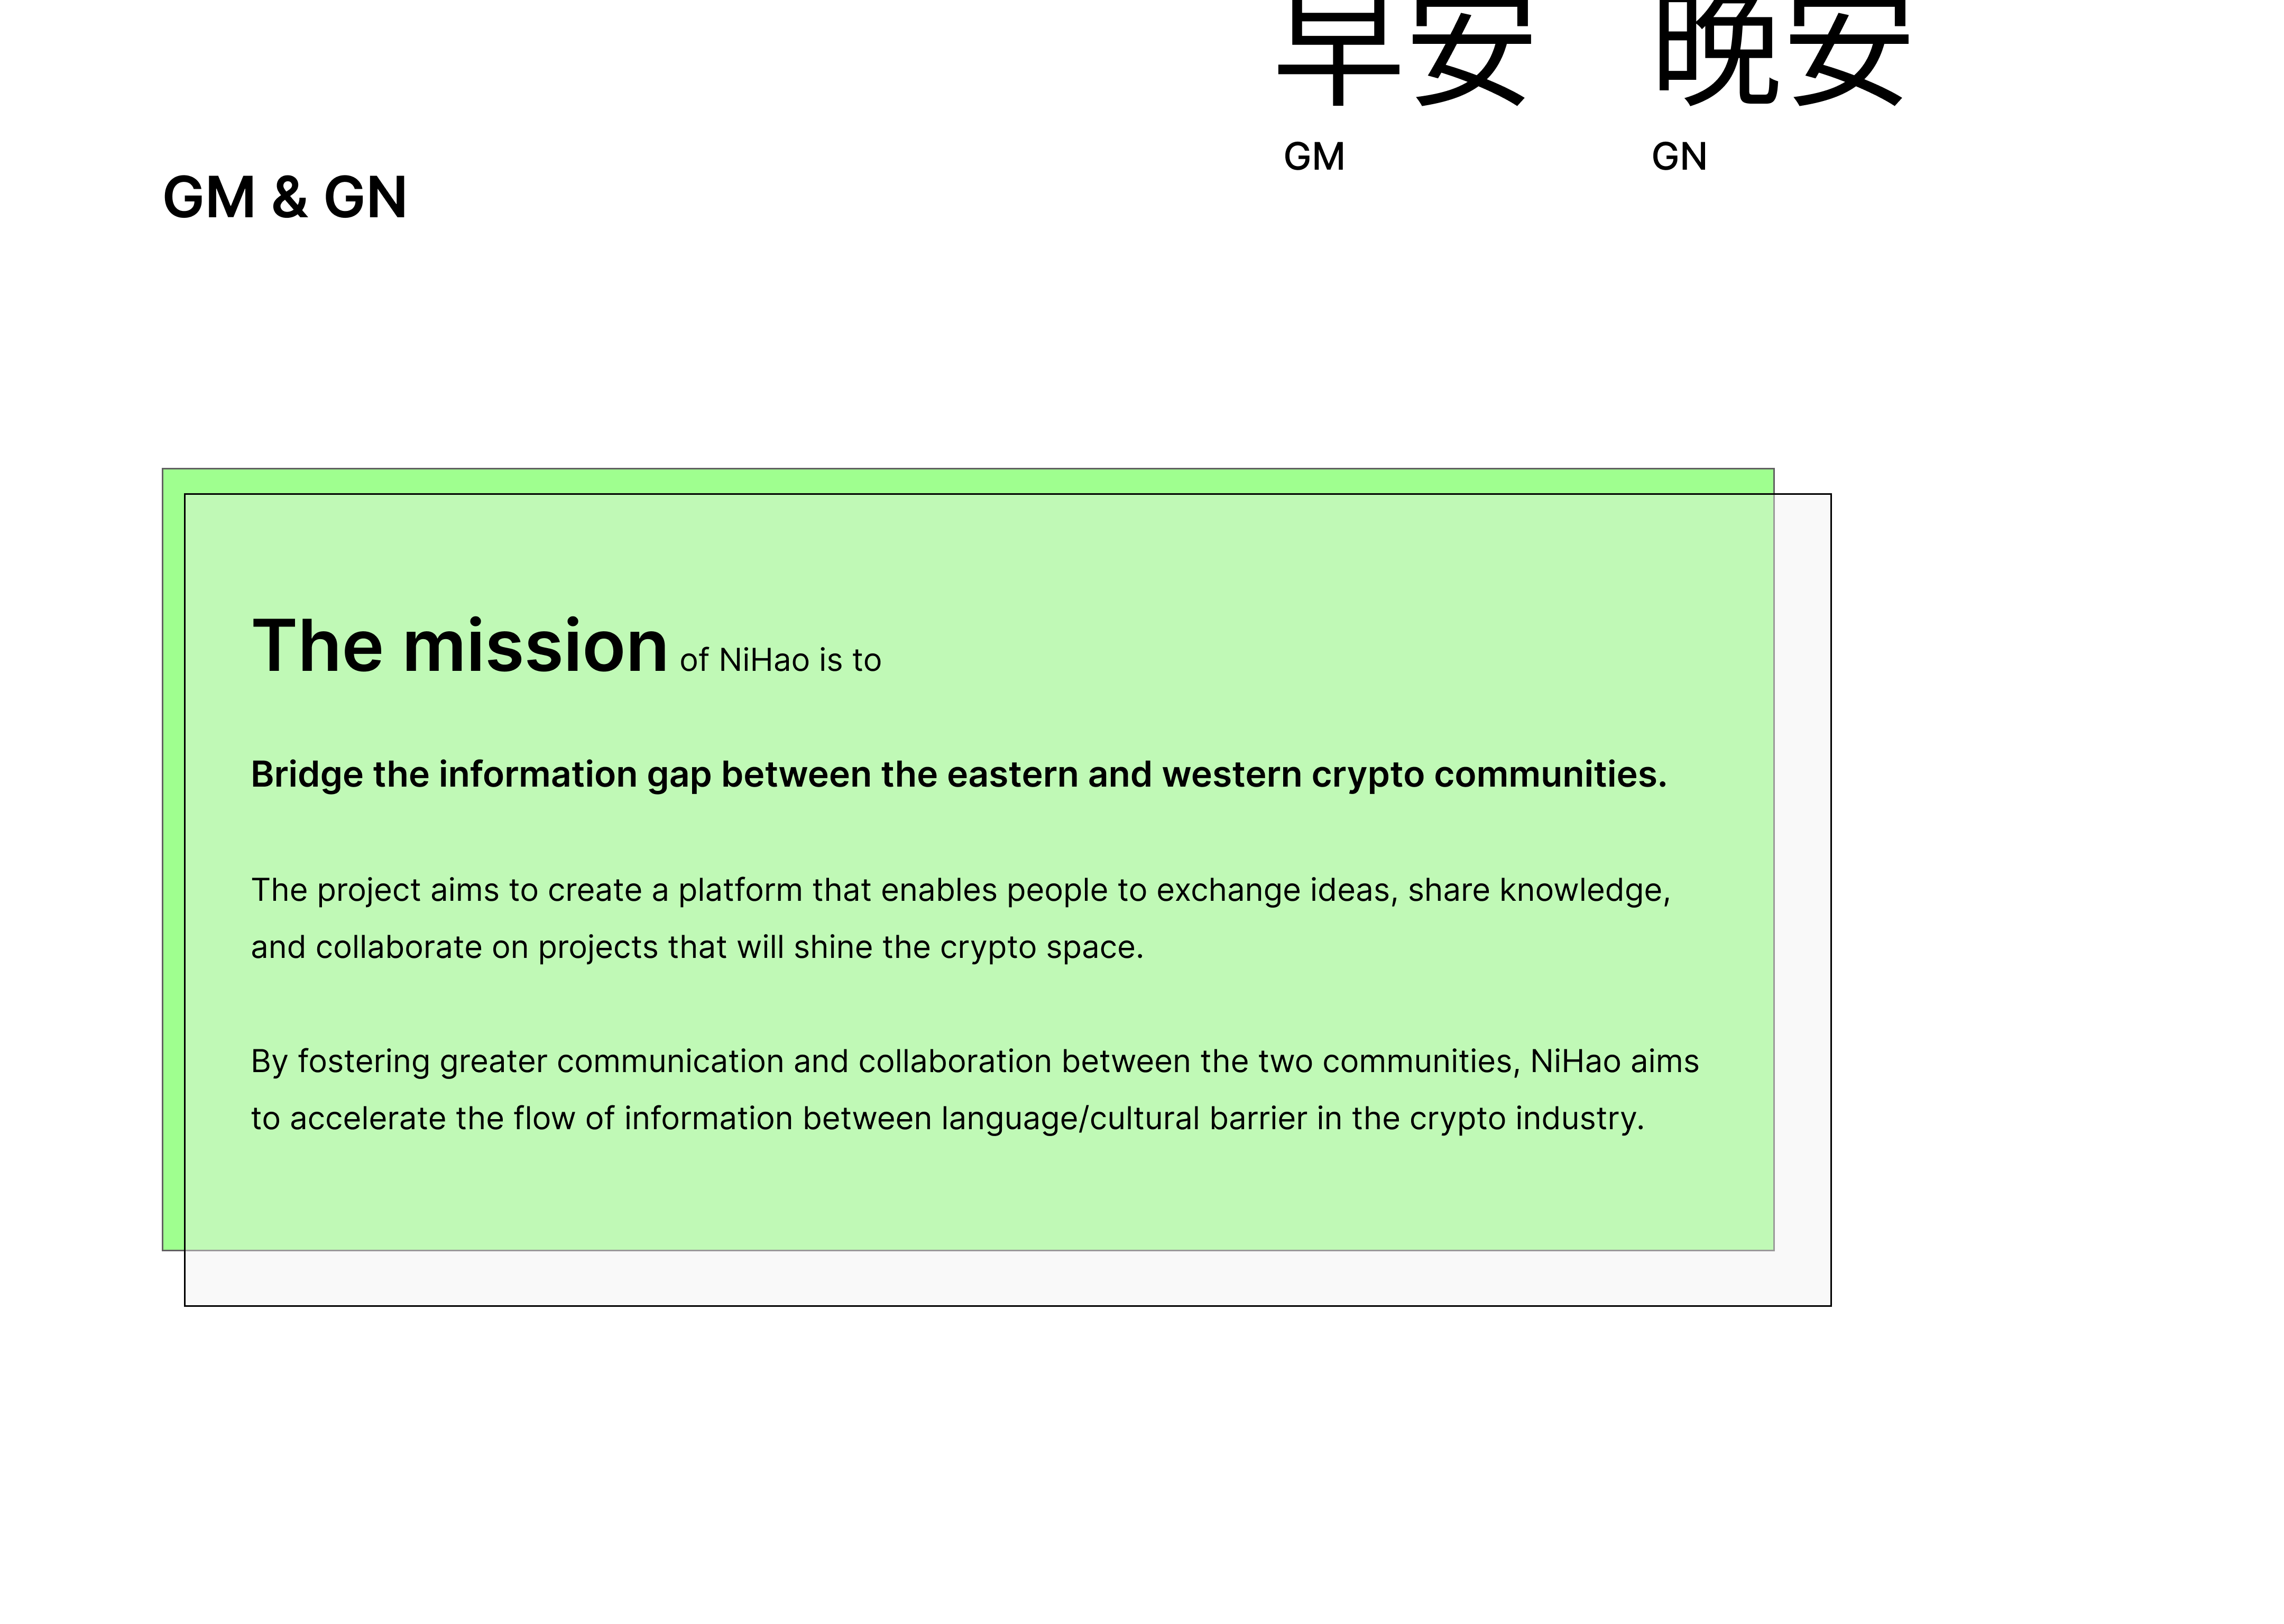 早安 晚安
GM GN
GM & GN
The mission of NiHao is to
Bridge the information gap between the eastern and western crypto communities.
The project aims to create a platform that enables people to exchange ideas, share knowledge,
and collaborate on projects that will shine the crypto space.
By fostering greater communication and collaboration between the two communities, NiHao aims
to accelerate the flow of information between language/cultural barrier in the crypto industry.